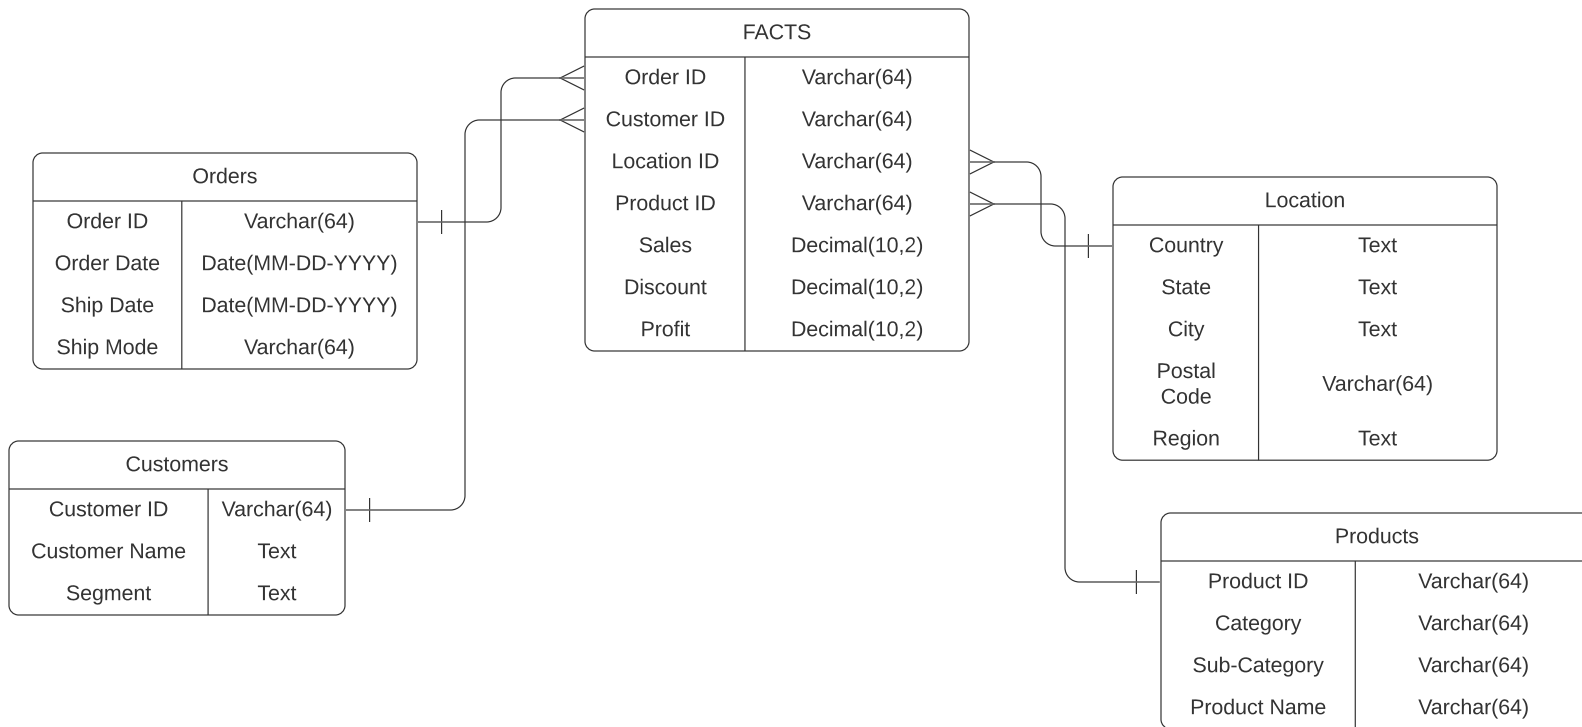 FACTS
Order ID Varchar(64)
Customer ID Varchar(64)
Location ID Varchar(64)
Product ID Varchar(64)
Sales Decimal(10,2)
Discount Decimal(10,2)
Profit Decimal(10,2)
Orders
Order ID Varchar(64)
Order Date Date(MM-DD-YYYY)
Ship Date Date(MM-DD-YYYY)
Ship Mode Varchar(64)
Location
Country Text
State Text
City Text
Postal
Code Varchar(64)
Region Text
Customers
Customer ID Varchar(64)
Customer Name Text
Segment Text
Products
Product ID Varchar(64)
Category Varchar(64)
Sub-Category Varchar(64)
Product Name Varchar(64)